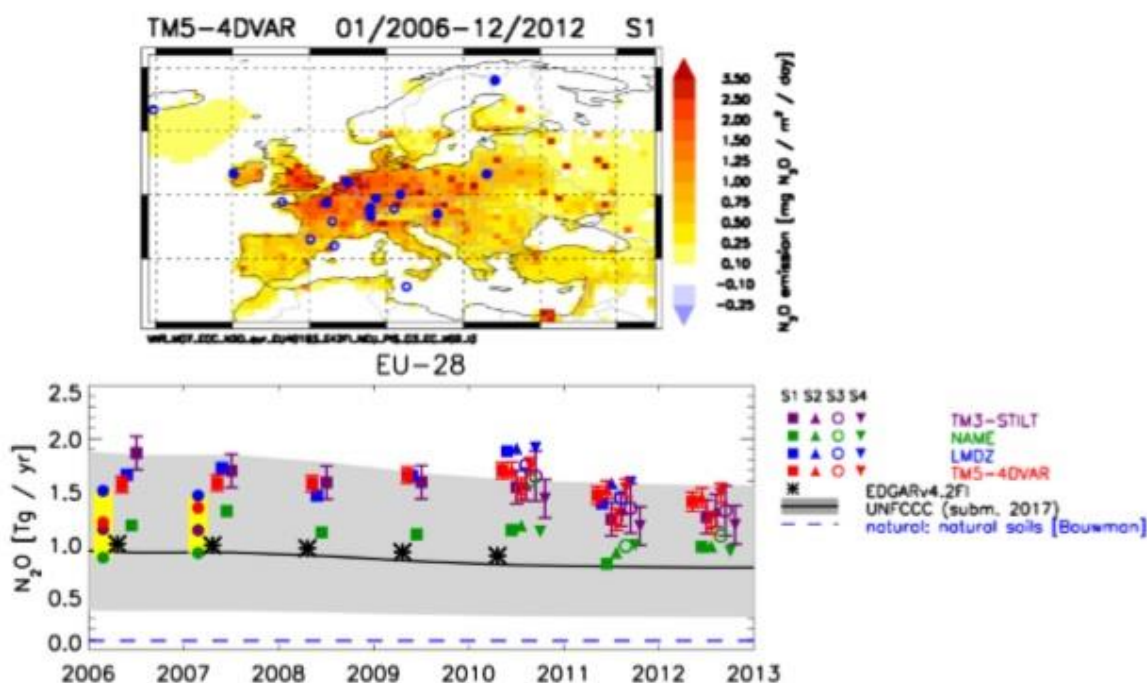 TM5-4DVAR 01/2006-12/2012 S1
3.50
2.50
2.00
1.25
1.00
0.75
0.50
0.25
0.10
-0.10
-0.25
N₂O emission [mg N₂O / m² / day]
EU-28
2.5
2.0
1.5
1.0
0.5
0.0
N₂O [Tg / yr]
2006 2007 2008 2009 2010 2011 2012 2013
S1 S2 S3 S4
TM3-STILT
NAME
LMDZ
TM5-4DVAR
EDGARv4.2FI
UNFCCC (subm. 2017)
natural: natural soils [Bouwman]